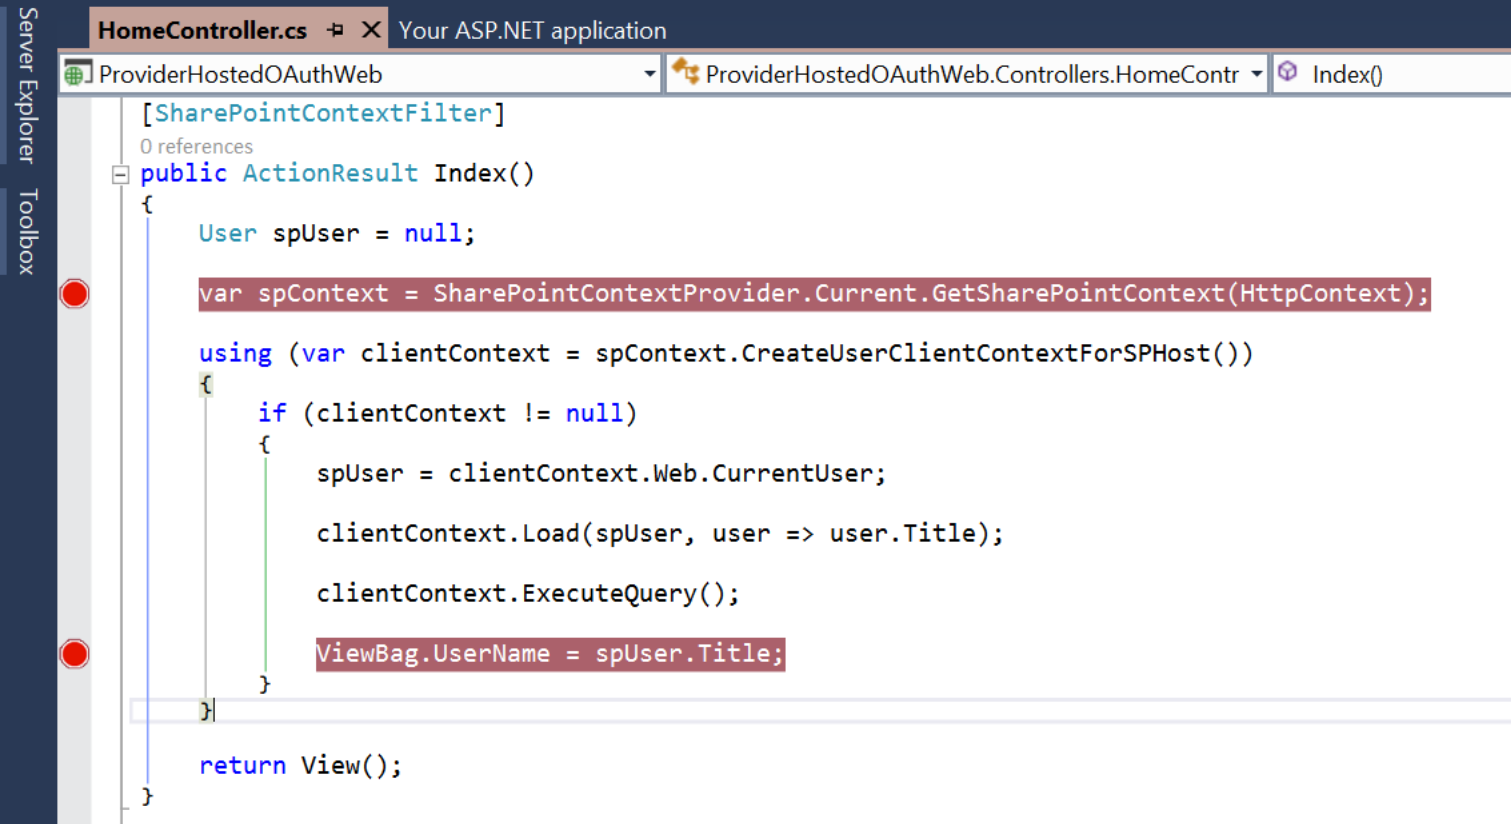 Server Explorer
Toolbox
HomeController.cs
Your ASP.NET application
ProviderHostedOAuthWeb
ProviderHostedOAuthWeb.Controllers.HomeContr
Index()
[SharePointContextFilter]
0 references
public ActionResult Index()
{
User spUser = null;
var spContext = SharePointContextProvider.Current.GetSharePointContext(HttpContext);
using (var clientContext = spContext.CreateUserClientContextForSPHost())
{
if (clientContext != null)
{
spUser = clientContext.Web.CurrentUser;
clientContext.Load(spUser, user => user.Title);
clientContext.ExecuteQuery();
ViewBag.UserName = spUser.Title;
}
}
return View();
}